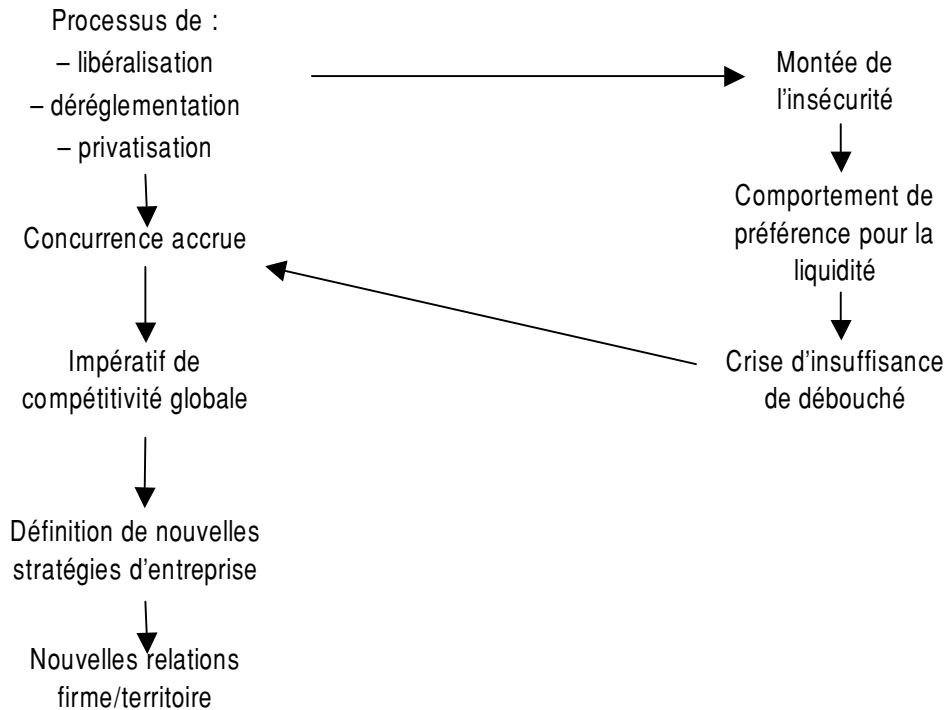 Processus de :
– libéralisation
– déréglementation
– privatisation
Concurrence accrue
Impératif de
compétitivité globale
Définition de nouvelles
stratégies d'entreprise
Nouvelles relations
firme/territoire
Montée de
l'insécurité
Comportement de
préférence pour la
liquidité
Crise d'insuffisance
de débouché